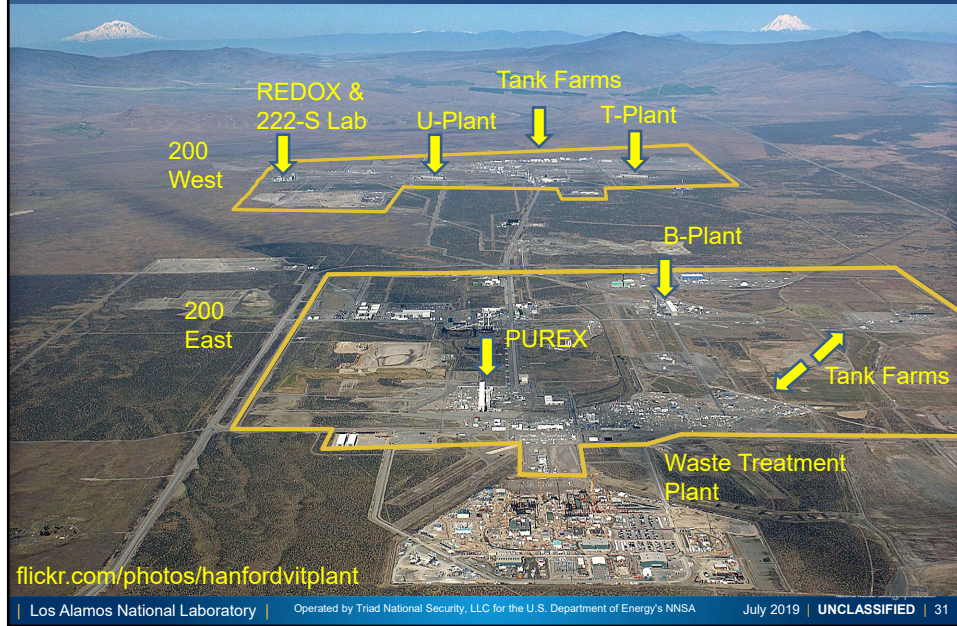 Tank Farms
REDOX &
222-S Lab
U-Plant
T-Plant
200
West
B-Plant
200
East
PUREX
Tank Farms
Waste Treatment
Plant
flickr.com/photos/hanfordvitplant
| Los Alamos National Laboratory | Operated by Triad National Security, LLC for the U.S. Department of Energy's NNSA July 2019 | UNCLASSIFIED | 31